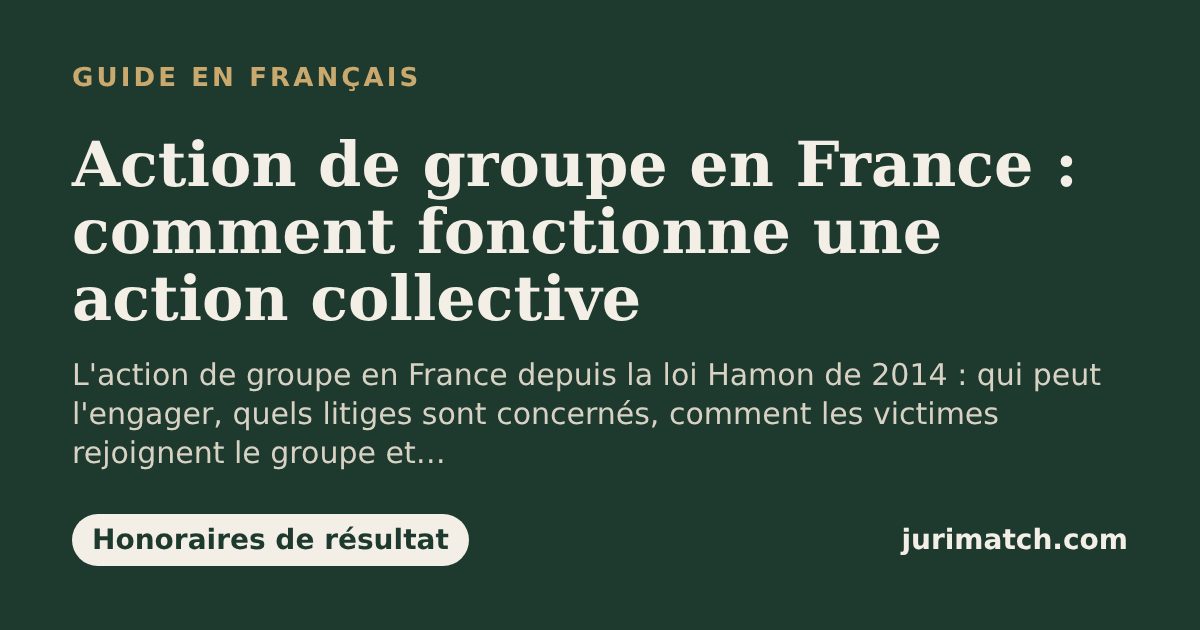 GUIDE EN FRANÇAIS
Action de groupe en France :
comment fonctionne une
action collective
L'action de groupe en France depuis la loi Hamon de 2014 : qui peut
l'engager, quels litiges sont concernés, comment les victimes
rejoignent le groupe et…
Honoraires de résultat
jurimatch.com